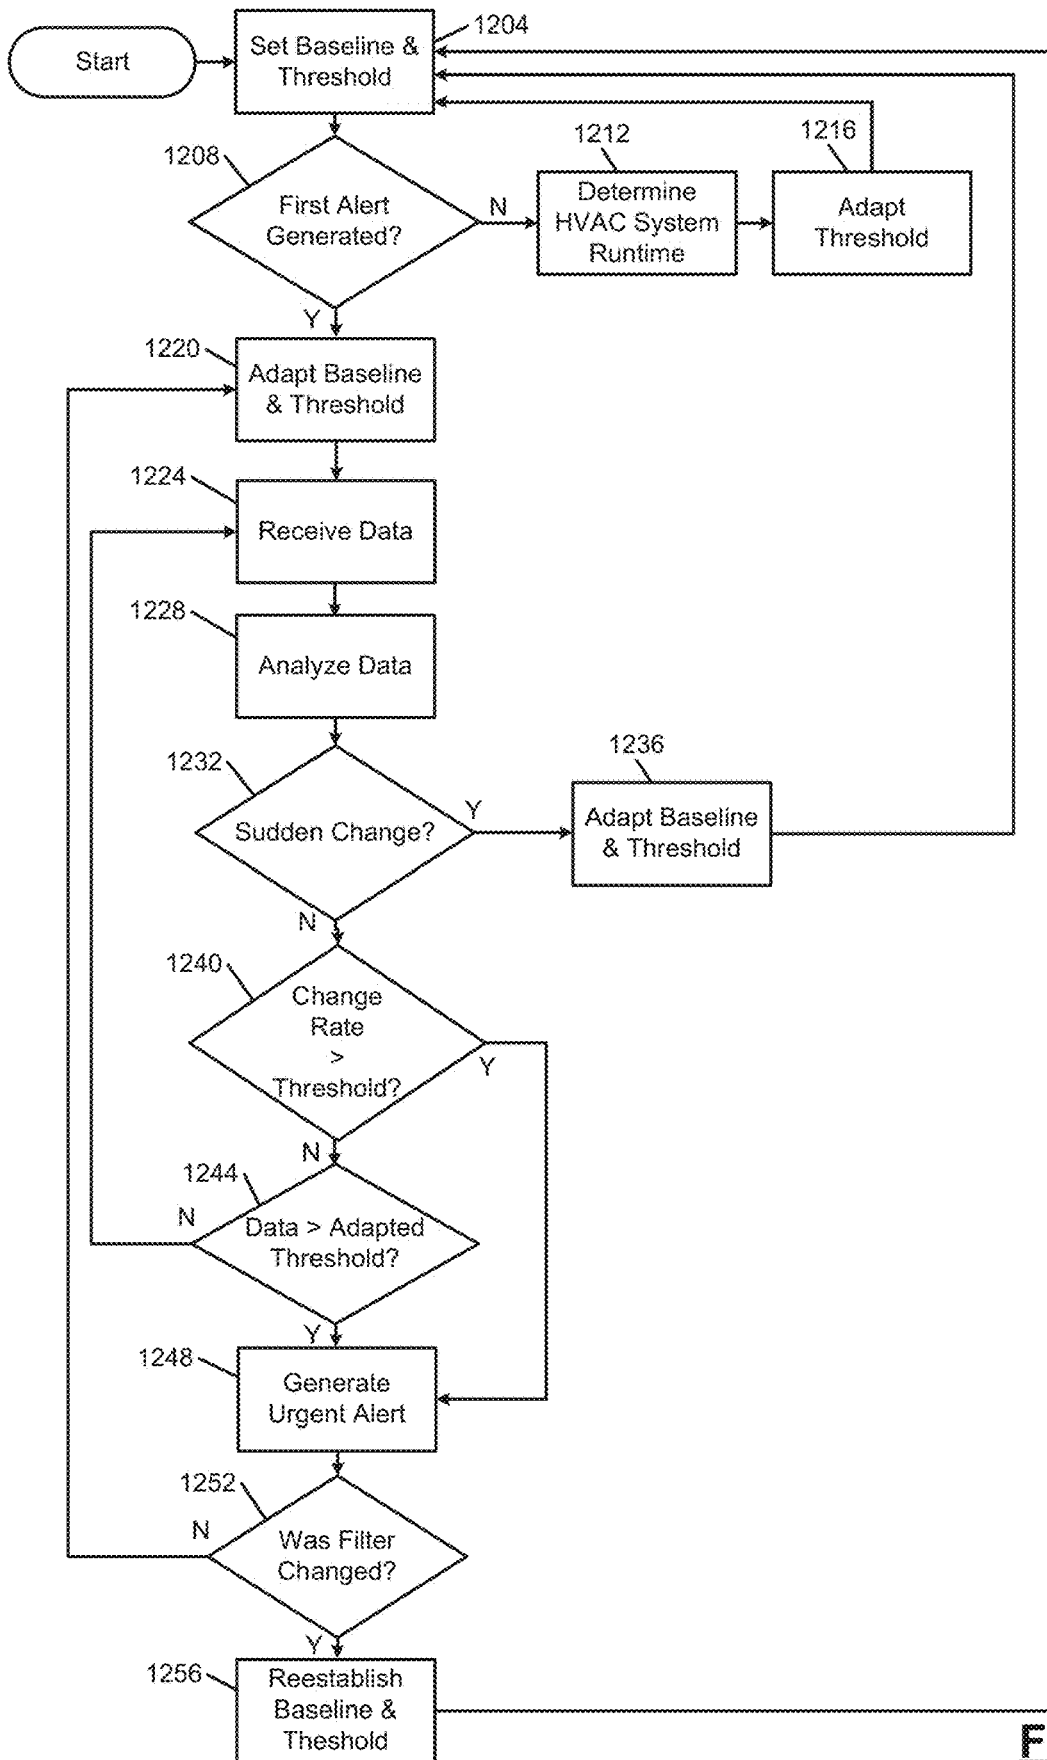 1204
Start
Set Baseline &
Threshold
1208
First Alert
Generated?
N
1212
Determine
HVAC System
Runtime
1216
Adapt
Threshold
Y
1220
Adapt Baseline
& Threshold
1224
Receive Data
1228
Analyze Data
1232
Sudden Change?
Y
1236
Adapt Baseline
& Threshold
N
1240
Change
Rate
>
Threshold?
Y
N
1244
N
Data > Adapted
Threshold?
Y
1248
Generate
Urgent Alert
1252
N
Was Filter
Changed?
Y
1256
Reestablish
Baseline &
Theshold
F